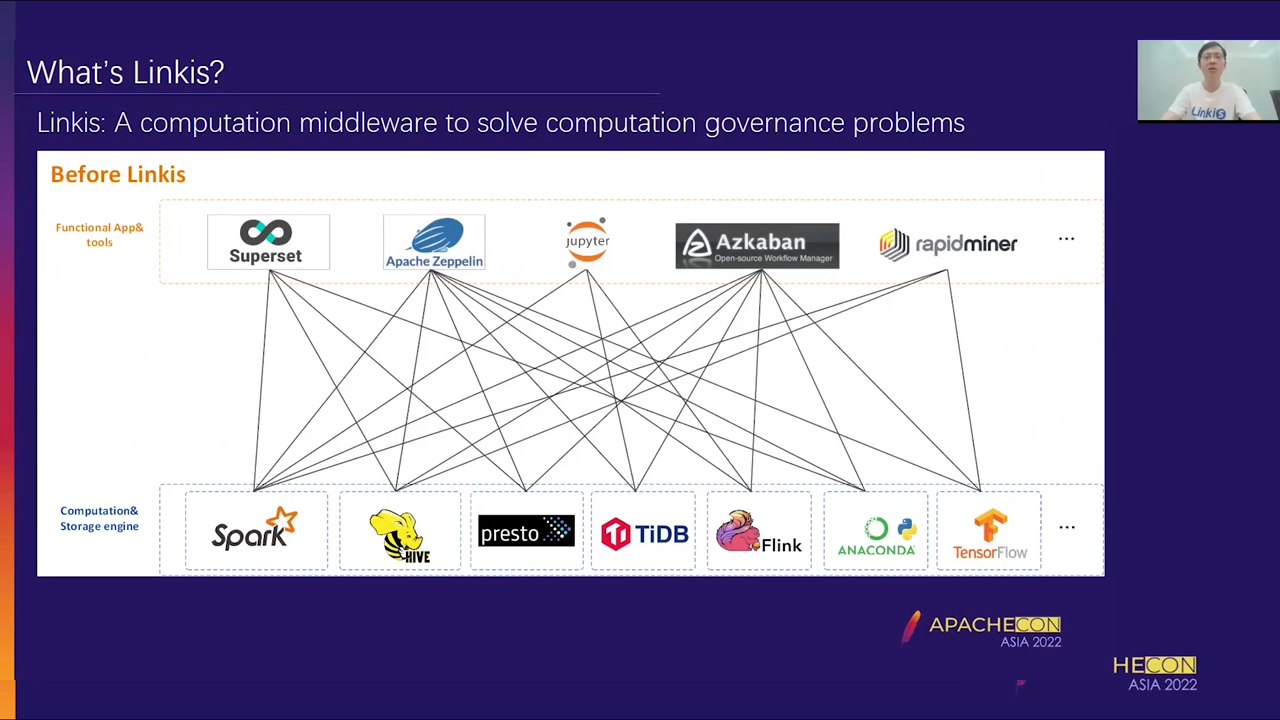 What's Linkis?
Linkis: A computation middleware to solve computation governance problems
Before Linkis
Functional App&
tools
Superset
Apache Zeppelin
Jupyter
Azkaban
Open-source Workflow Manager
rapidminer
...
Computation&
Storage engine
Spark
HIVE
presto
TiDB
Flink
ANACONDA
TensorFlow
...
Linkis
APACHECON
ASIA 2022
HECON
ASIA 2022